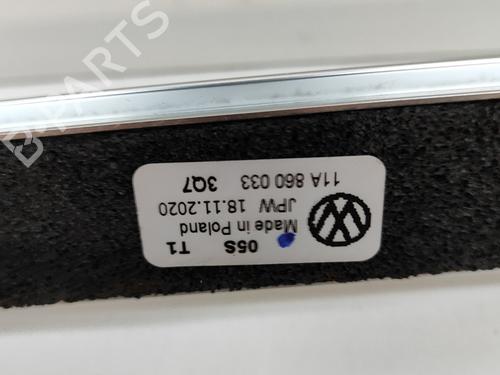 11A 860 033
3Q7
JPW 18.11.2020
Made in Poland
05S
T1
B-PARTS